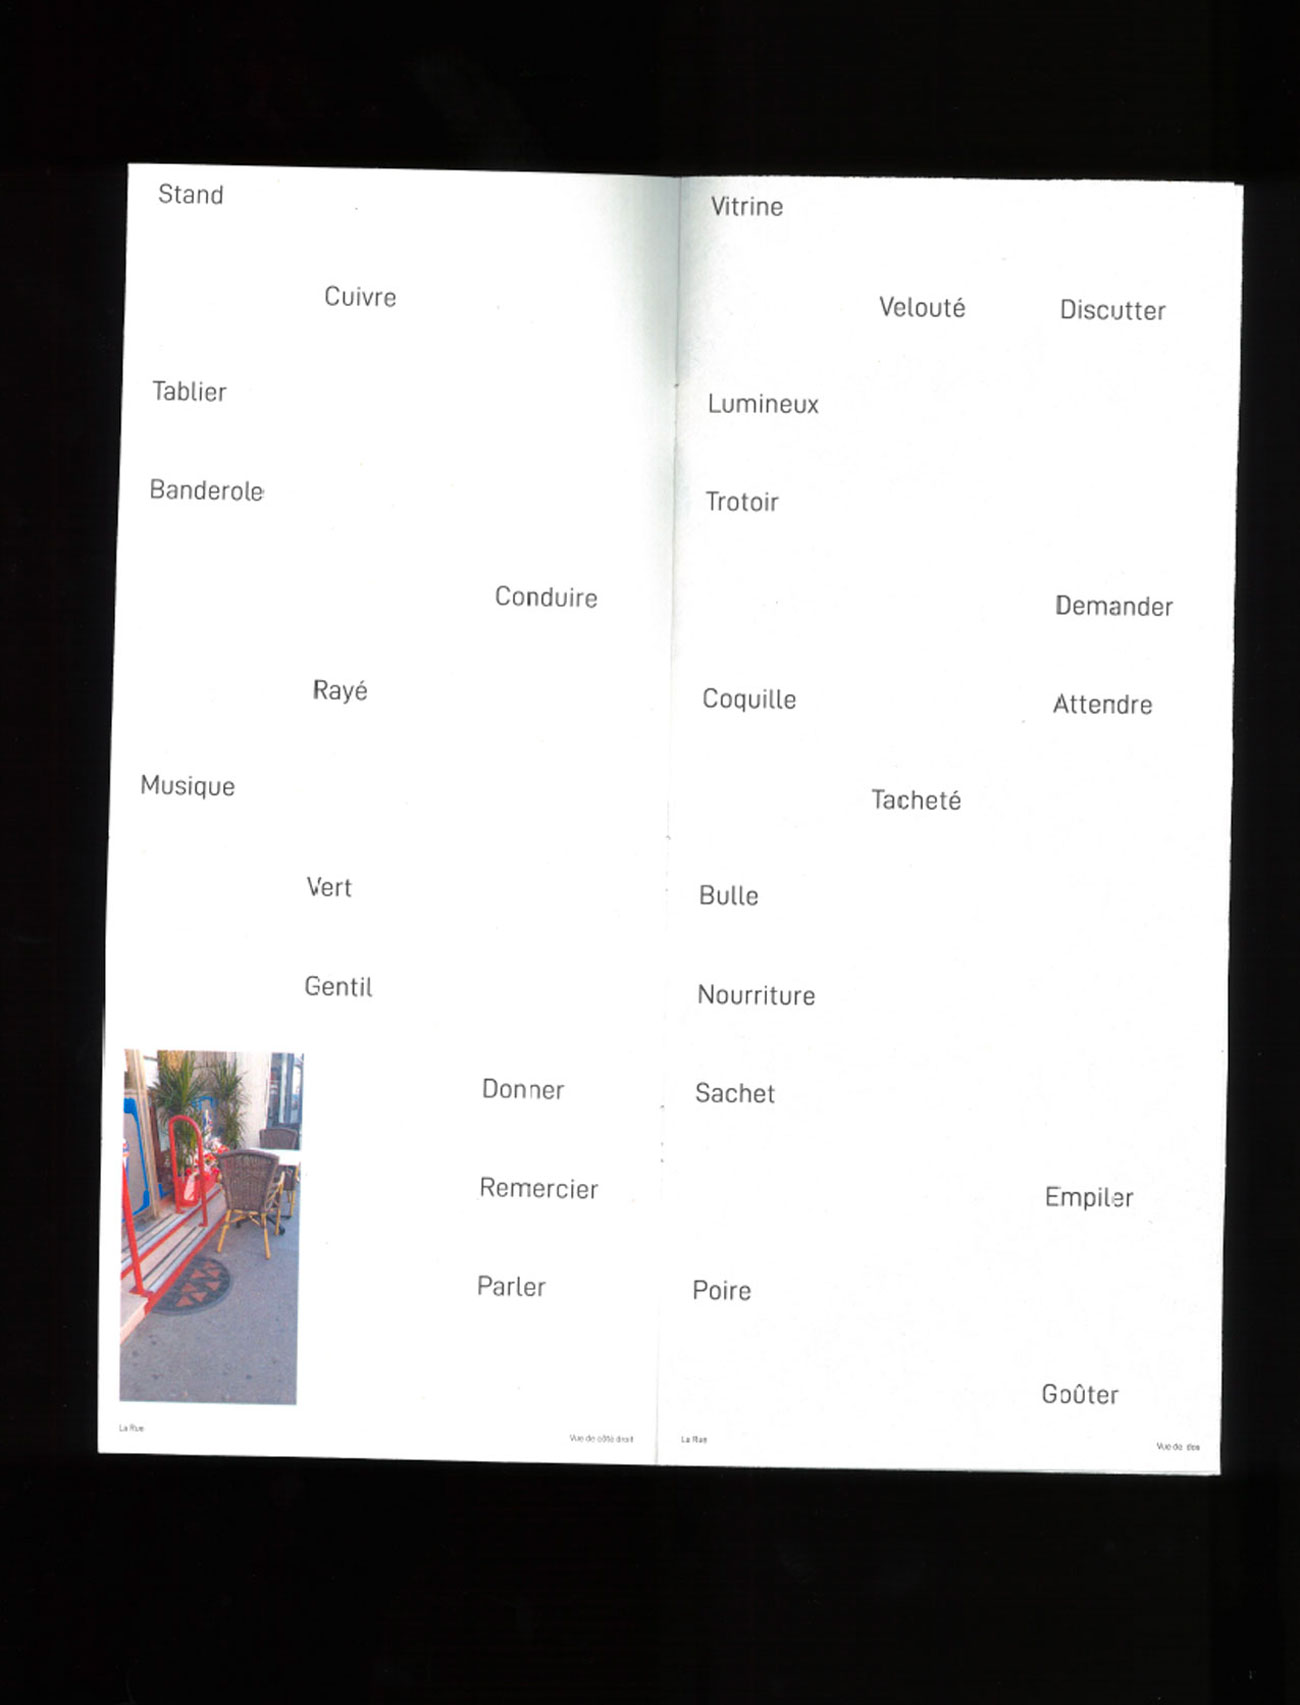 Stand
Cuivre
Tablier
Banderole
Conduire
Rayé
Musique
Vert
Gentil
Donner
Remercier
Parler
La Rue
Vue de côté droit
Vitrine
Velouté Discutter
Lumineux
Trotoir
Demander
Coquille Attendre
Tacheté
Bulle
Nourriture
Sachet
Empiler
Poire
Goûter
La Rue
Vue de dos